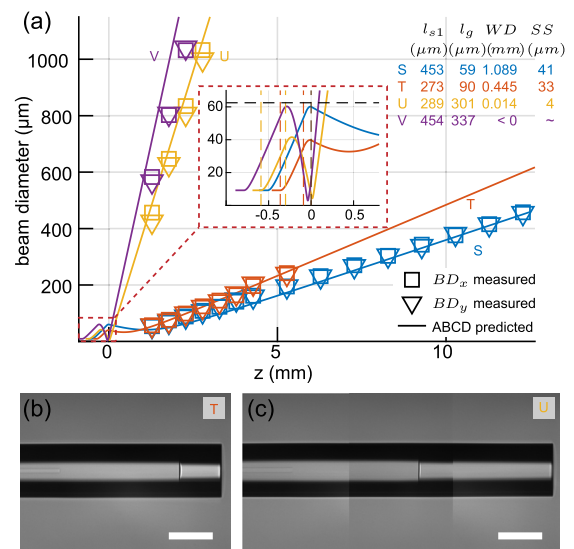 (a)
l_s1 l_g WD SS
(μm) (μm) (mm) (μm)
S 453 59 1.089 41
T 273 90 0.445 33
U 289 301 0.014 4
V 454 337 < 0 ~
V
U
1000
800
600
400
200
beam diameter (μm)
60
40
20
-0.5
0
0.5
T
S
BD_x measured
BD_y measured
ABCD predicted
0
5
10
z (mm)
(b)
T
(c)
U